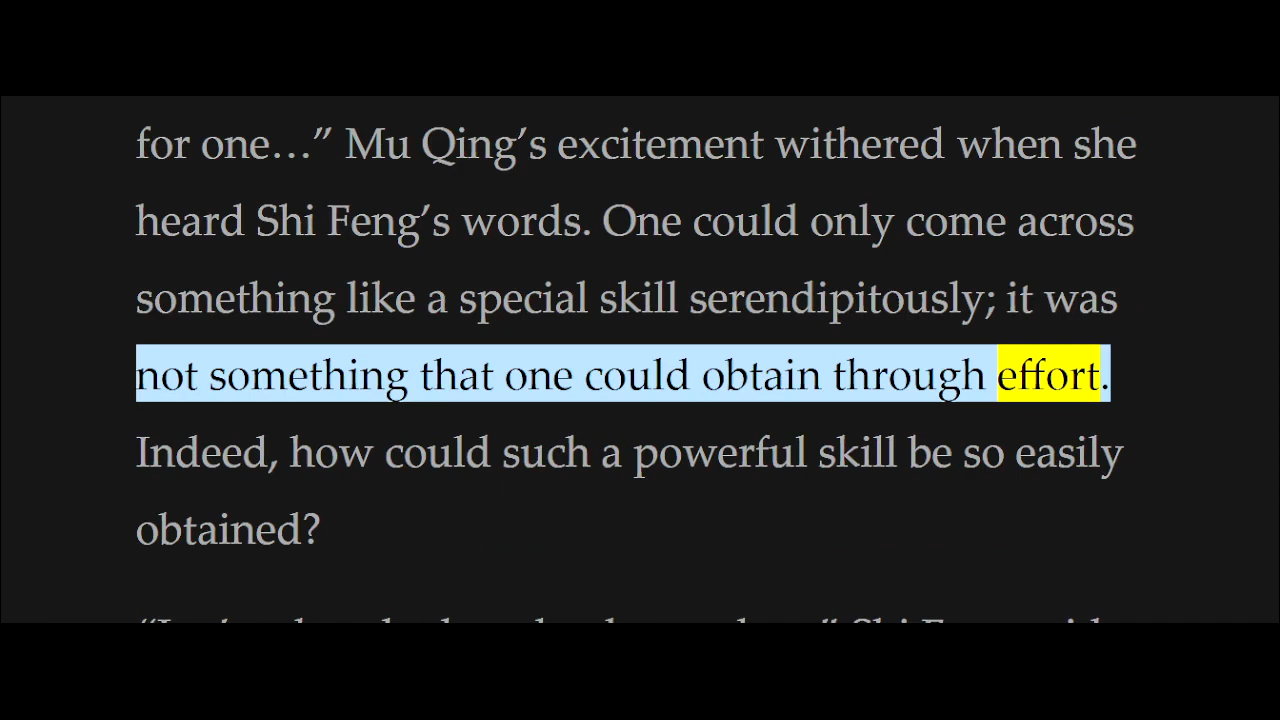 for one…” Mu Qing’s excitement withered when she
heard Shi Feng’s words. One could only come across
something like a special skill serendipitously; it was
not something that one could obtain through effort.
Indeed, how could such a powerful skill be so easily
obtained?
Shi